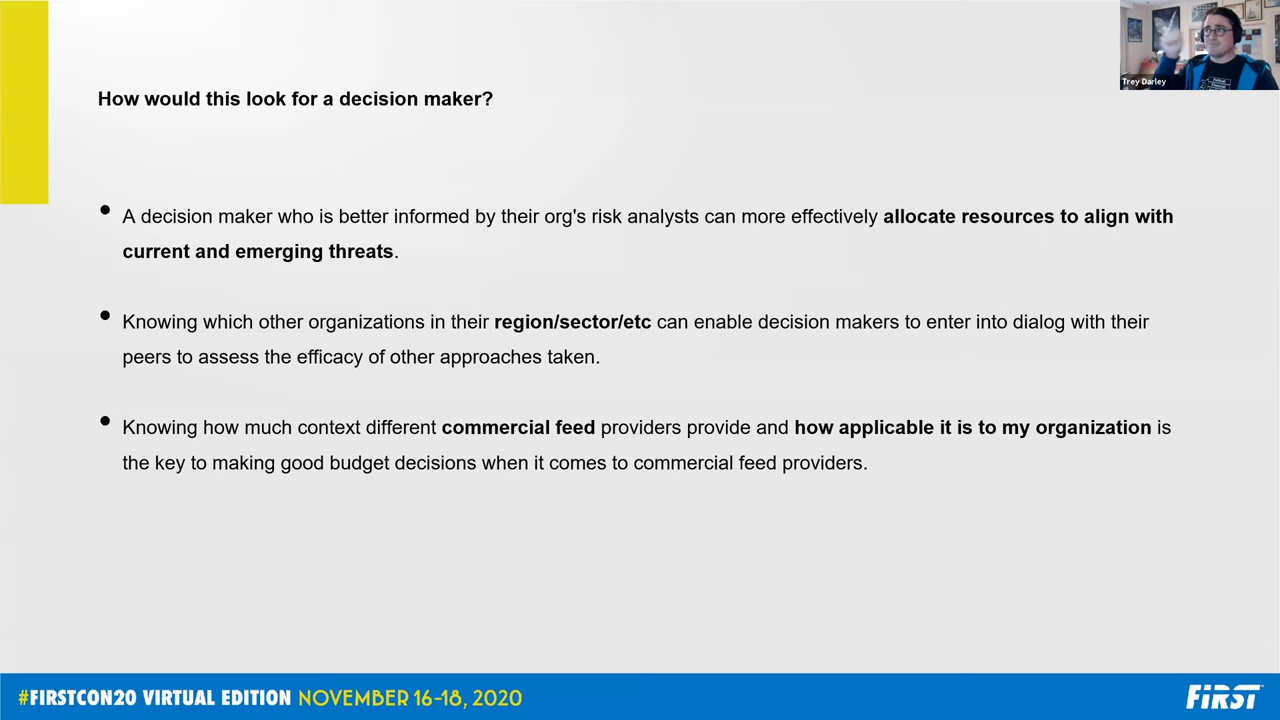 Trey Darley
How would this look for a decision maker?
• A decision maker who is better informed by their org's risk analysts can more effectively allocate resources to align with
current and emerging threats.
• Knowing which other organizations in their region/sector/etc can enable decision makers to enter into dialog with their
peers to assess the efficacy of other approaches taken.
• Knowing how much context different commercial feed providers provide and how applicable it is to my organization is
the key to making good budget decisions when it comes to commercial feed providers.
#FIRSTCON20 VIRTUAL EDITION NOVEMBER 16-18, 2020
FIRST